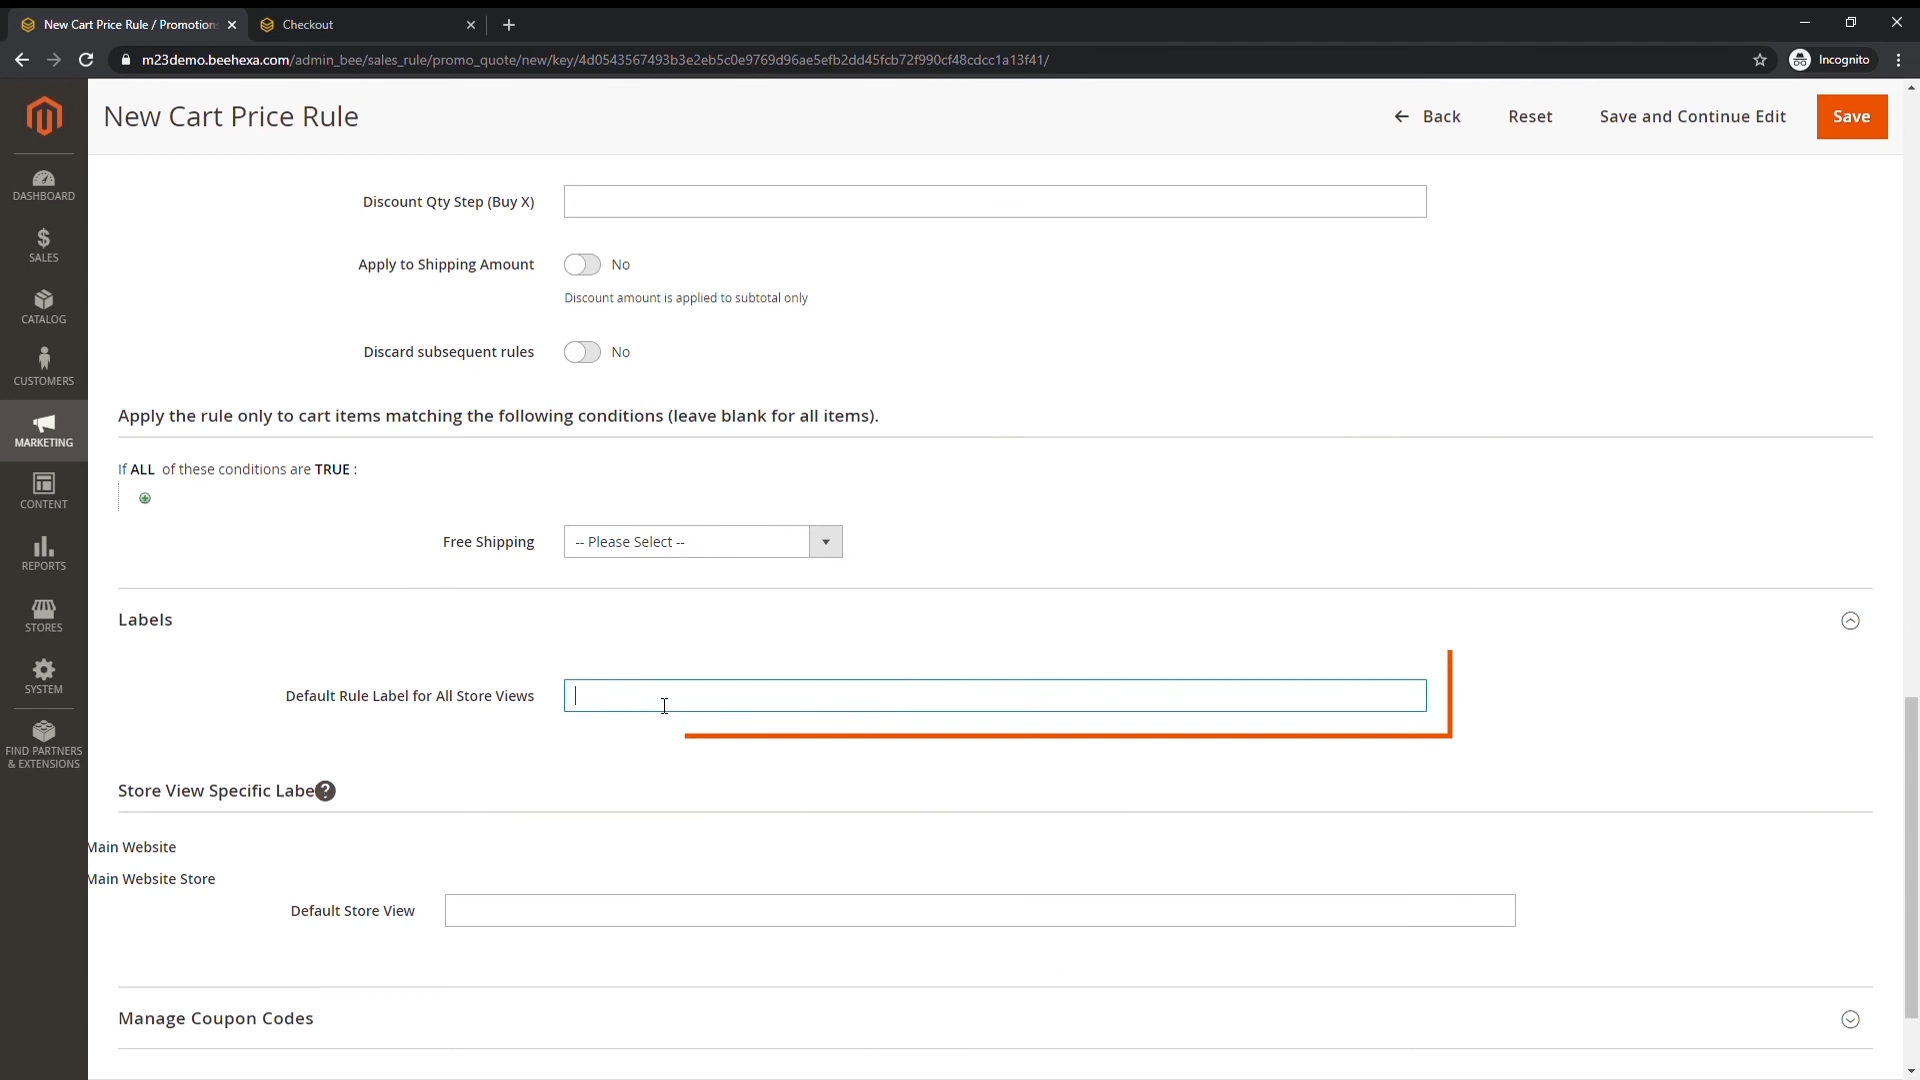 New Cart Price Rule / Promotion
Checkout
m23demo.beehexa.com/admin_bee/sales_rule/promo_quote/new/key/4d0543567493b3e2eb5c0e9769d96ae5efb2dd45fcb72f990cf48cdcc1a13f41/
Incognito
New Cart Price Rule
Back
Reset
Save and Continue Edit
Save
DASHBOARD
SALES
CATALOG
CUSTOMERS
MARKETING
CONTENT
REPORTS
STORES
SYSTEM
FIND PARTNERS
& EXTENSIONS
Discount Qty Step (Buy X)
Apply to Shipping Amount No
Discount amount is applied to subtotal only
Discard subsequent rules No
Apply the rule only to cart items matching the following conditions (leave blank for all items).
If ALL of these conditions are TRUE :
Free Shipping -- Please Select --
Labels
Default Rule Label for All Store Views
Store View Specific Labe
Main Website
Main Website Store
Default Store View
Manage Coupon Codes